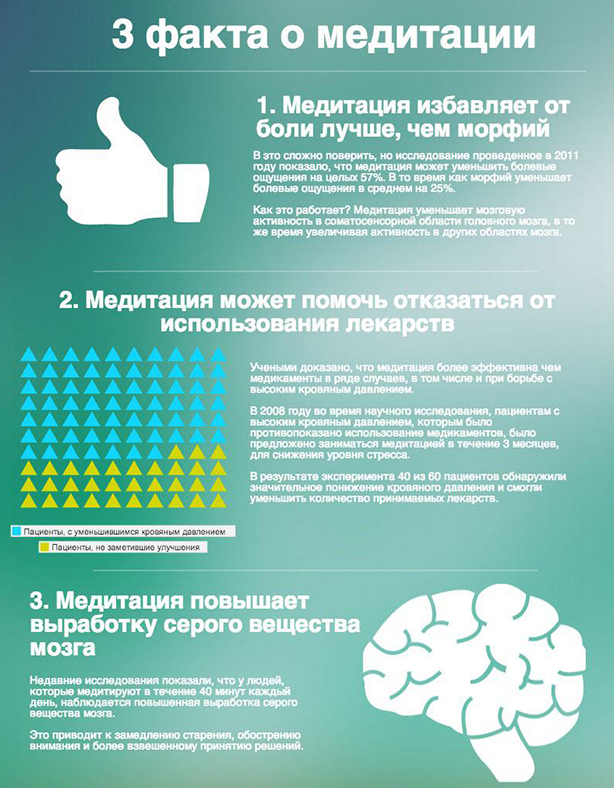 3 факта о медитации
1. Медитация избавляет от
боли лучше, чем морфий
В это сложно поверить, но исследование проведенное в 2011
году показало, что медитация может уменьшить болевые
ощущения на целых 57%. В то время как морфий уменьшает
болевые ощущения в среднем на 25%.
Как это работает? Медитация уменьшает мозговую
активность в соматосенсорной области головного мозга, в то
же время увеличивая активность в других областях мозга.
2. Медитация может помочь отказаться от
использования лекарств
Учеными доказано, что медитация более эффективна чем
медикаменты в ряде случаев, в том числе и при борьбе с
высоким кровяным давлением.
В 2008 году во время научного исследования, пациентам с
высоким кровяным давлением, которым было
противопоказано использование медикаментов, было
предложено заниматься медитацией в течение 3 месяцев,
для снижения уровня стресса.
В результате эксперимента 40 из 60 пациентов обнаружили
значительное понижение кровяного давления и смогли
уменьшить количество принимаемых лекарств.
Пациенты, с уменьшившимся кровяным давлением
Пациенты, не заметившие улучшения
3. Медитация повышает
выработку серого вещества
мозга
Недавние исследования показали, что у людей,
которые медитируют в течение 40 минут каждый
день, наблюдается повышенная выработка серого
вещества мозга.
Это приводит к замедлению старения, обострению
внимания и более взвешенному принятию решений.